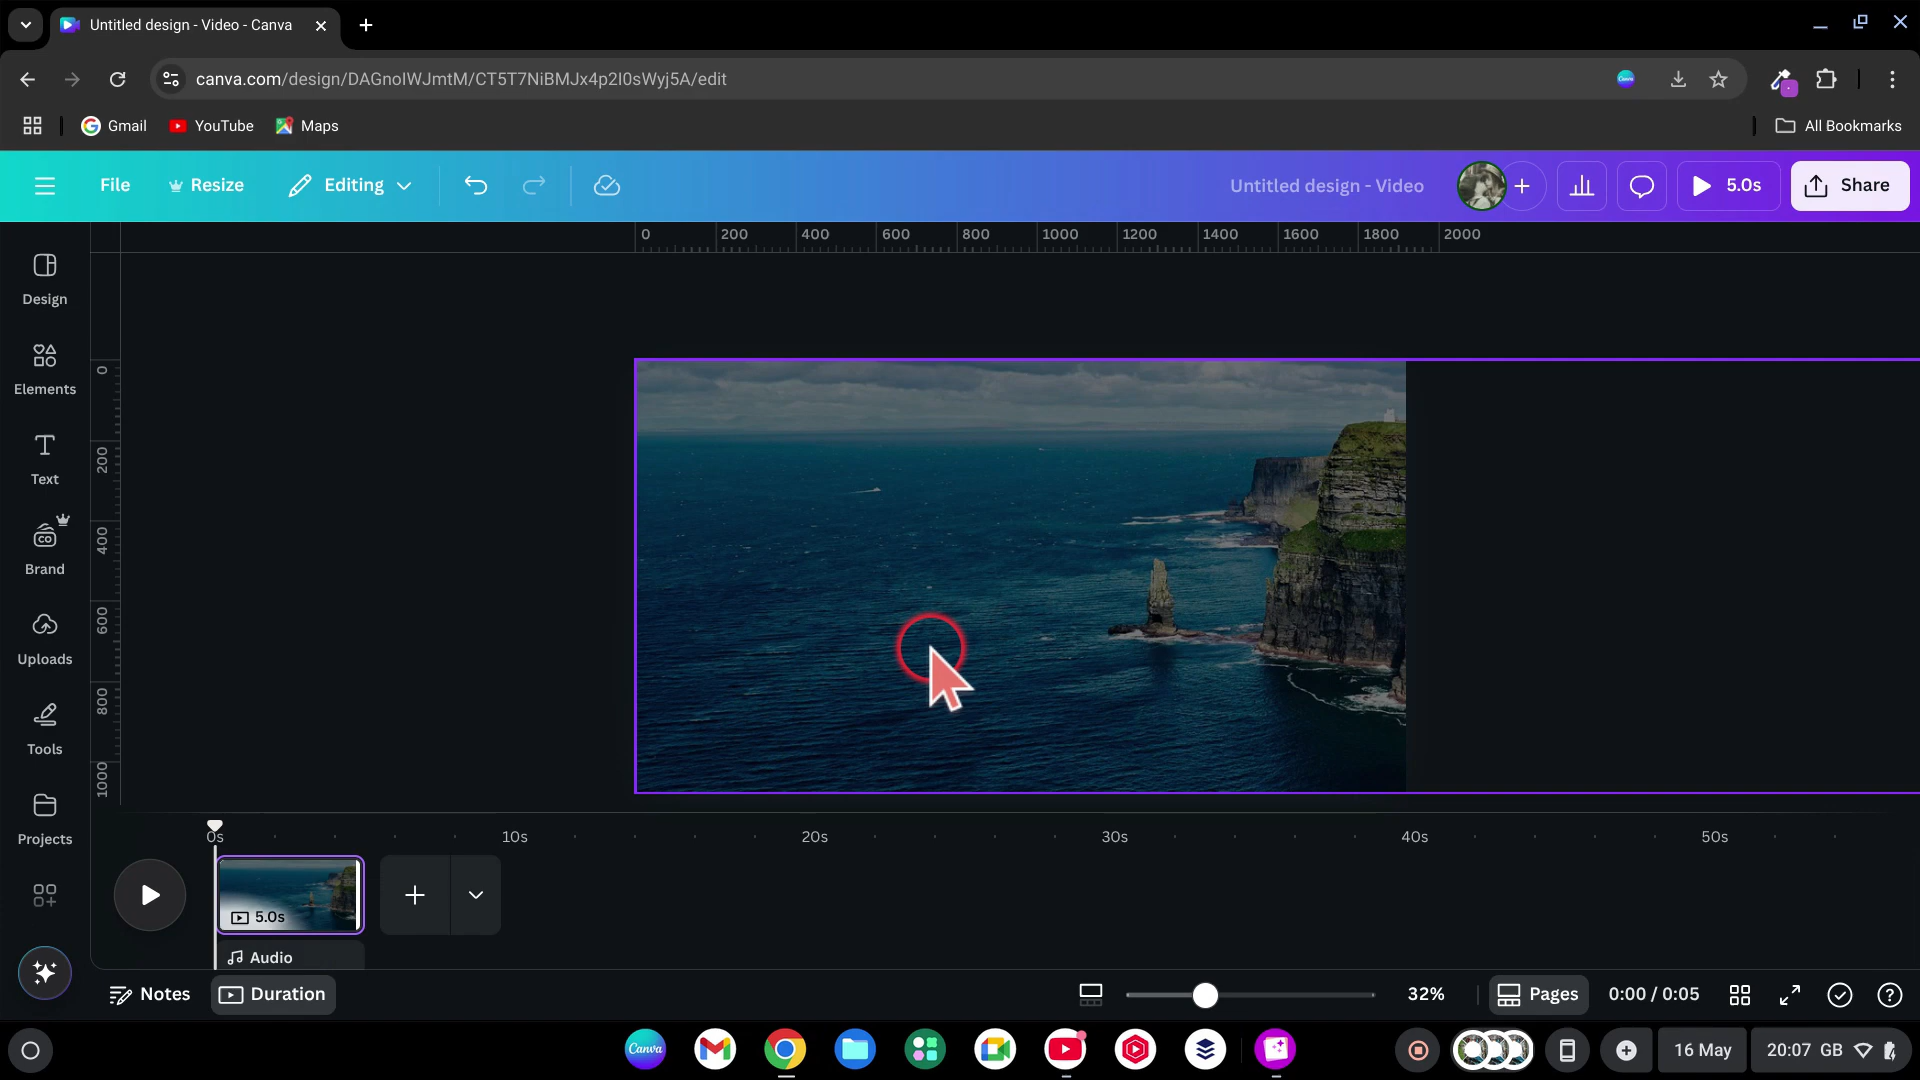 Untitled design - Video - Canva
canva.com/design/DAGnoIWJmtM/CT5T7NiBMJx4p2I0sWyj5A/edit
Gmail YouTube Maps All Bookmarks
File Resize Editing Untitled design - Video 5.0s Share
0 200 400 600 800 1000 1200 1400 1600 1800 2000
Design
Elements
Text
Brand
Uploads
Tools
Projects
0
200
400
600
800
1000
0s 10s 20s 30s 40s 50s
5.0s
Audio
Notes Duration 32% Pages 0:00 / 0:05
Canva 16 May 20:07 GB